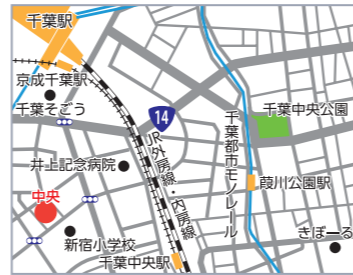 千葉駅
京成千葉駅
千葉そごう
14
千葉中央公園
JR外房線・内房線
千葉都市モノレール
井上記念病院
葭川公園駅
中央
新宿小学校
きぼーる
千葉中央駅